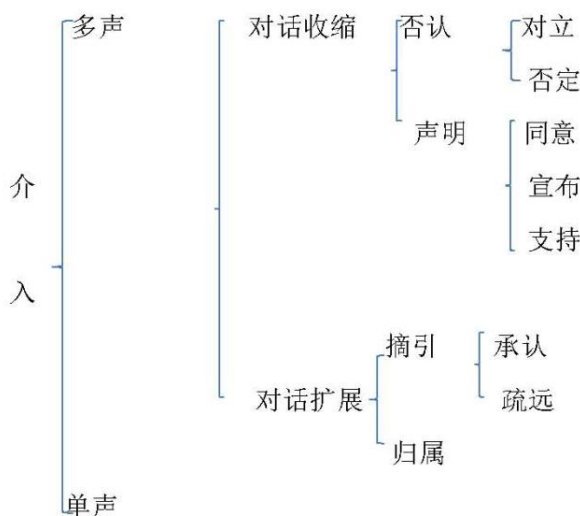 多声 对话收缩 否认 对立
否定
声明 同意
介 宣布
支持
入
摘引 承认
对话扩展 疏远
归属
单声